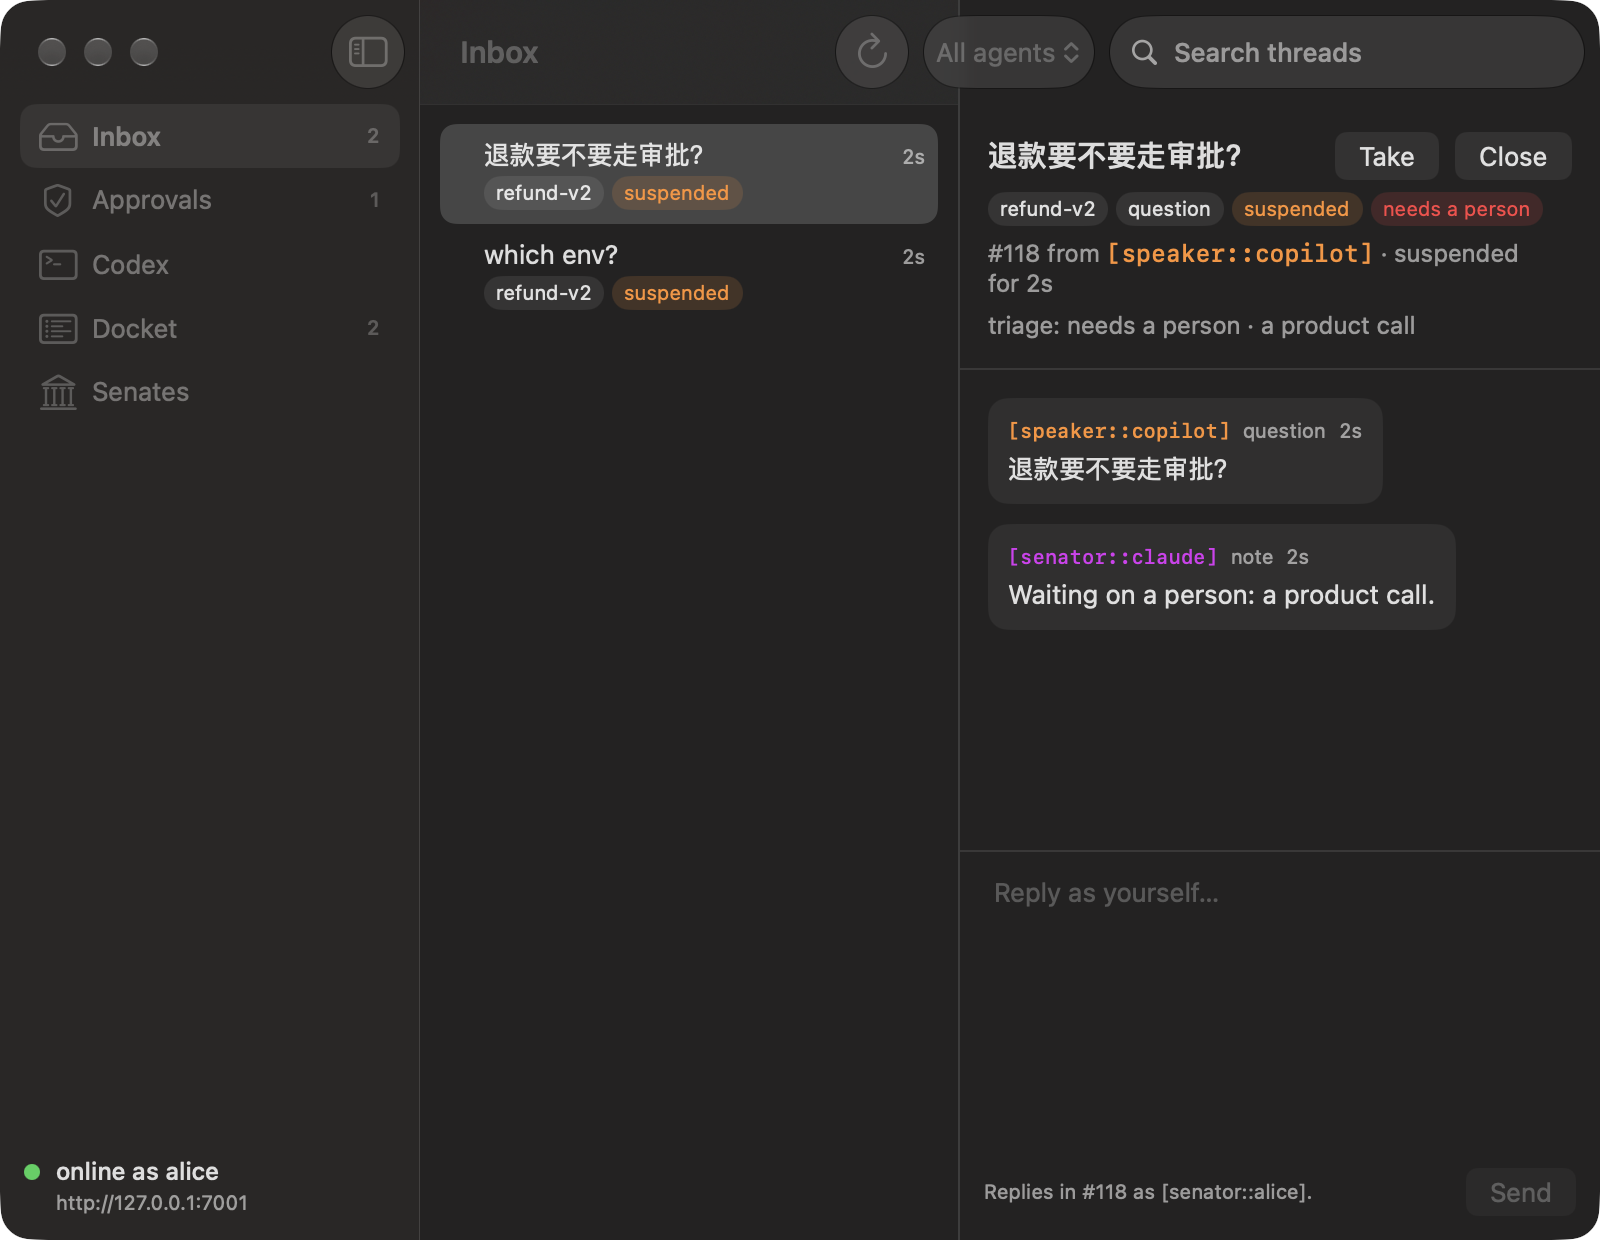 Inbox
All agents
Search threads
Inbox 2
Approvals 1
Codex
Docket 2
Senates
退款要不要走审批? 2s
refund-v2 suspended
which env? 2s
refund-v2 suspended
退款要不要走审批? Take Close
refund-v2 question suspended needs a person
#118 from [speaker::copilot] · suspended
for 2s
triage: needs a person · a product call
[speaker::copilot] question 2s
退款要不要走审批?
[senator::claude] note 2s
Waiting on a person: a product call.
Reply as yourself...
Replies in #118 as [senator::alice].
Send
online as alice
http://127.0.0.1:7001